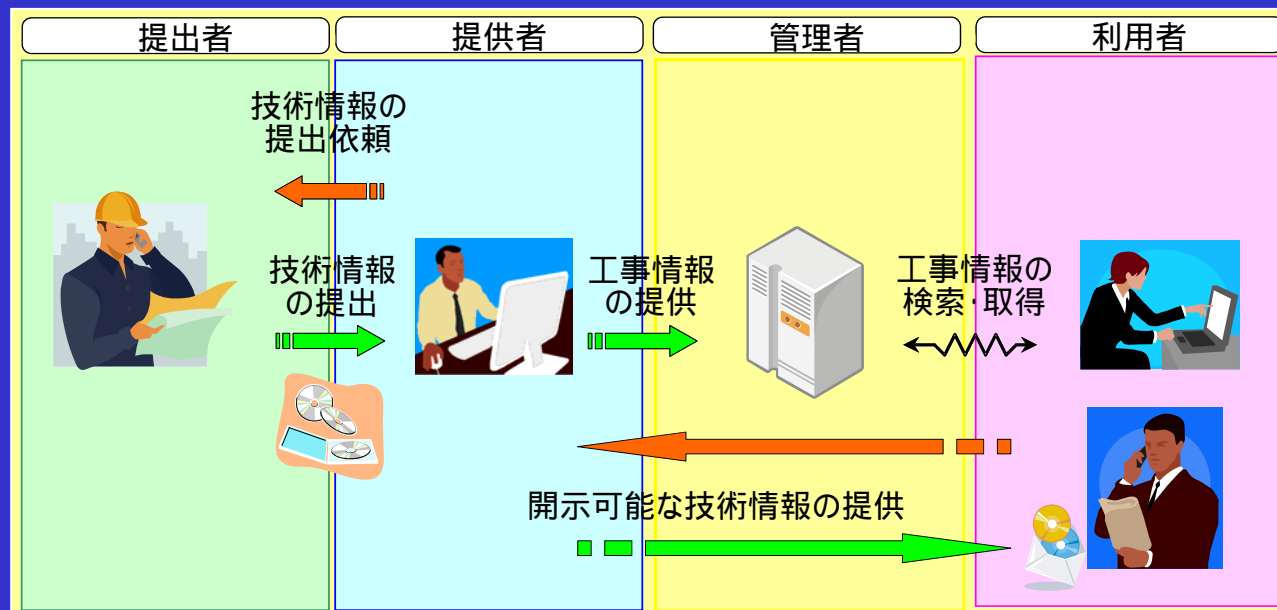 提出者
提供者
管理者
利用者
技術情報の
提出依頼
技術情報
の提出
工事情報
の提供
工事情報の
検索･取得
開示可能な技術情報の提供